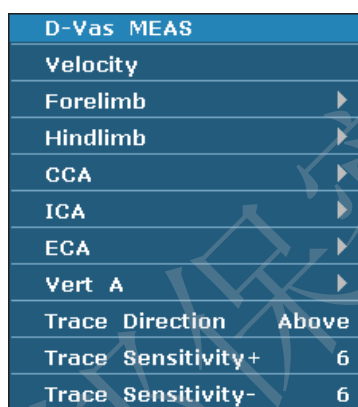 D-Vas MEAS
Velocity
Forelimb
Hindlimb
CCA
ICA
ECA
Vert A
Trace Direction Above
Trace Sensitivity+ 6
Trace Sensitivity- 6